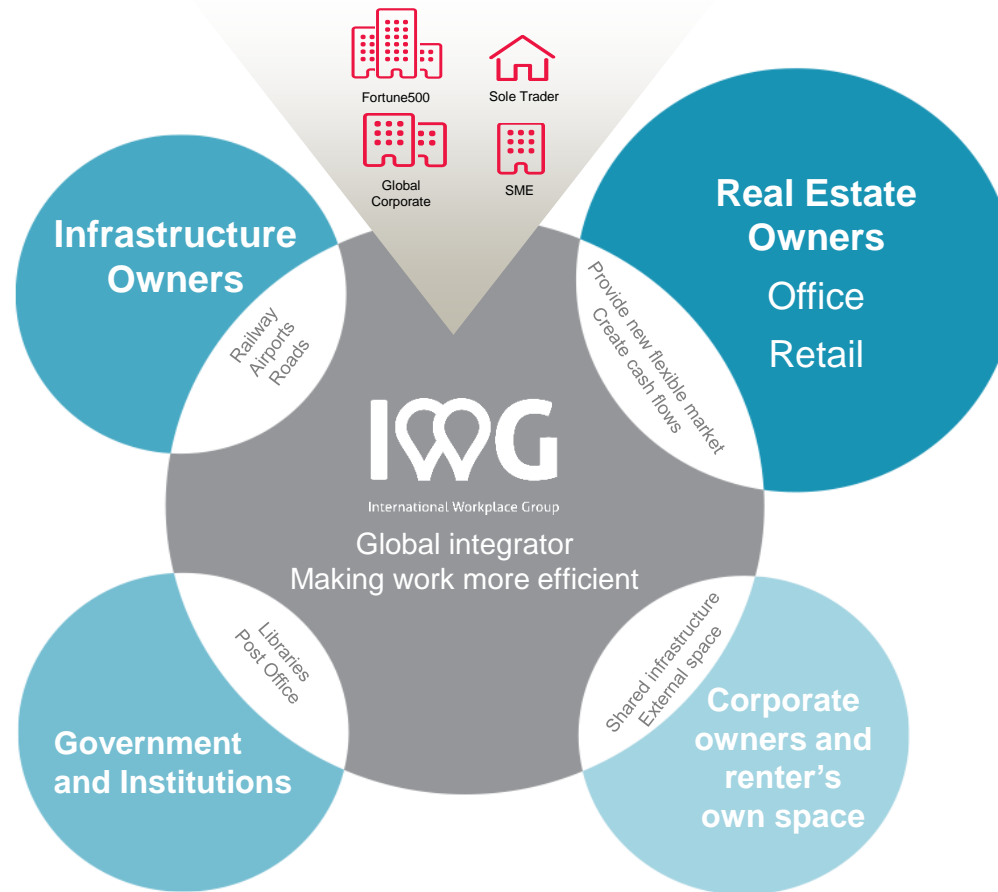 Fortune500
Sole Trader
Global
Corporate
SME
Infrastructure
Owners
Railway
Airports
Roads
Real Estate
Owners
Office
Retail
Provide new flexible market
Create cash flows
IWG
International Workplace Group
Global integrator
Making work more efficient
Libraries
Post Office
Government
and Institutions
Shared infrastructure
External space
Corporate
owners and
renter’s
own space